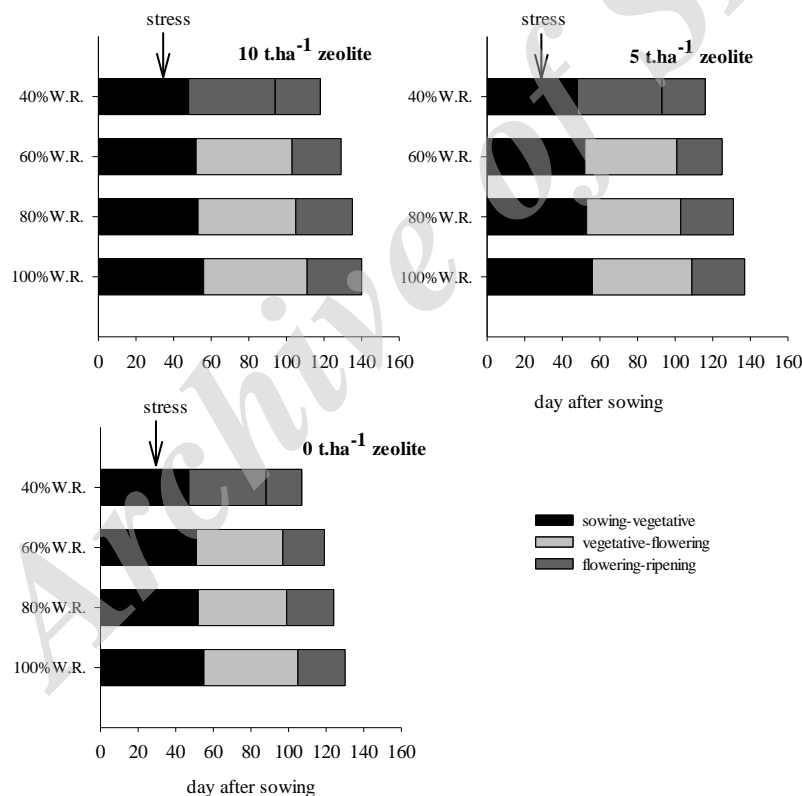 stress
10 t.ha-1 zeolite
40%W.R.
60%W.R.
80%W.R.
100%W.R.
0 20 40 60 80 100 120 140 160
stress
5 t.ha-1 zeolite
40%W.R.
60%W.R.
80%W.R.
100%W.R.
0 20 40 60 80 100 120 140 160
day after sowing
stress
0 t.ha-1 zeolite
40%W.R.
60%W.R.
80%W.R.
100%W.R.
0 20 40 60 80 100 120 140 160
day after sowing
sowing-vegetative
vegetative-flowering
flowering-ripening
Archive of S